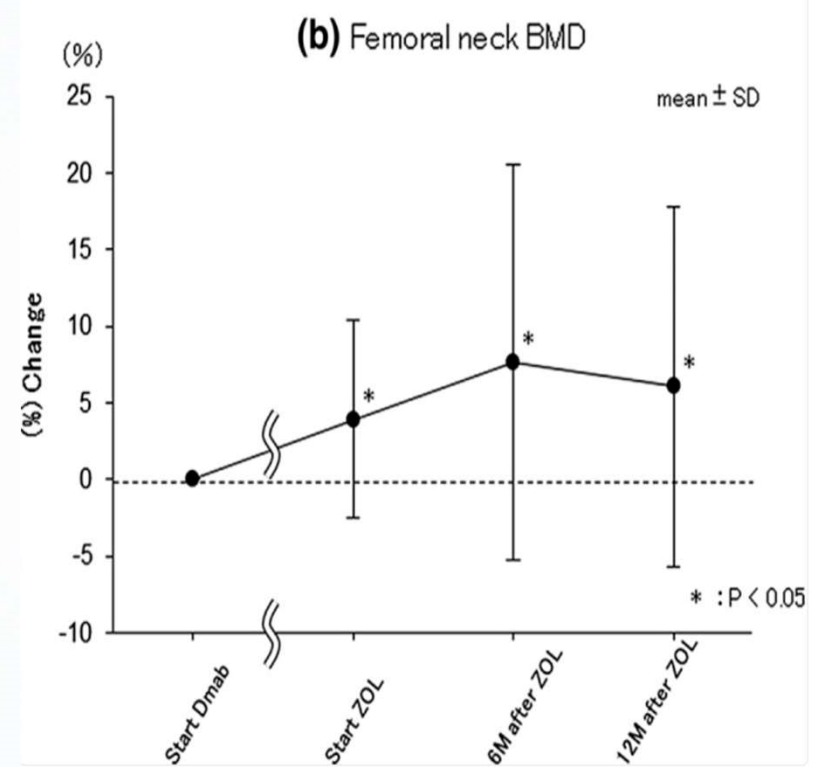 (b) Femoral neck BMD
(%)
mean ± SD
25
20
15
10
5
0
-5
-10
(%) Change
*
*
*
* : P < 0.05
Start Dmab
Start ZOL
6M after ZOL
12M after ZOL